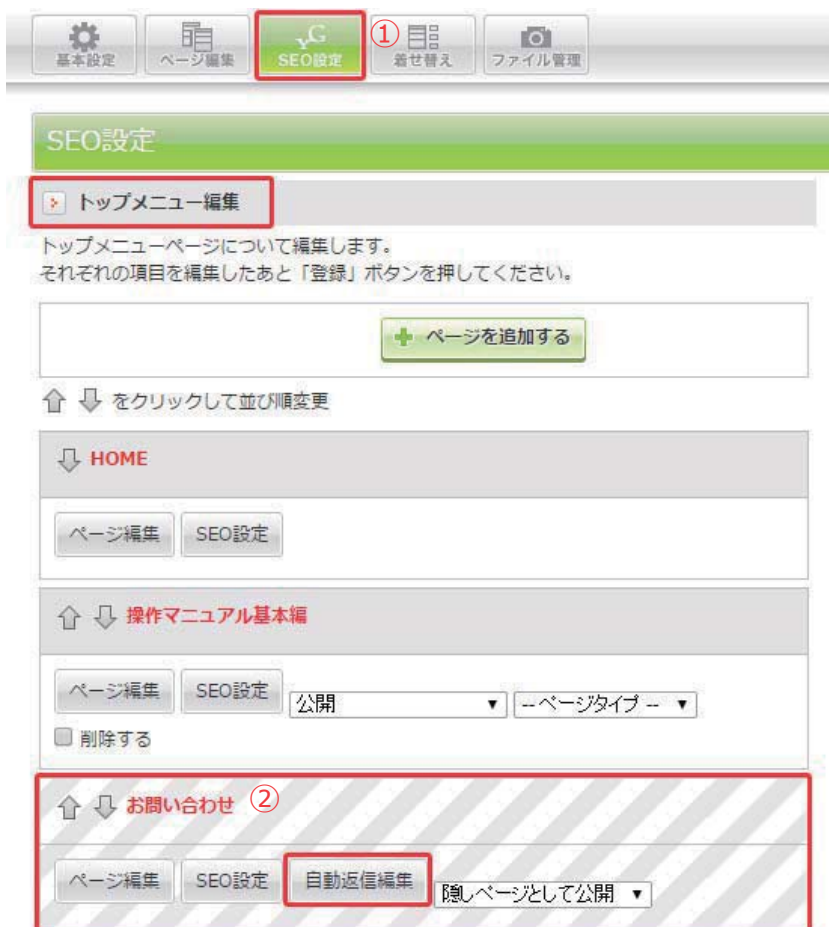 ①
基本設定 ページ編集 SEO設定 着せ替え ファイル管理
SEO設定
トップメニュー編集
トップメニューページについて編集します。
それぞれの項目を編集したあと「登録」ボタンを押してください。
ページを追加する
をクリックして並び順変更
HOME
ページ編集 SEO設定
操作マニュアル基本編
ページ編集 SEO設定 公開 -- ページタイプ --
削除する
お問い合わせ ②
ページ編集 SEO設定 自動返信編集 隠しページとして公開